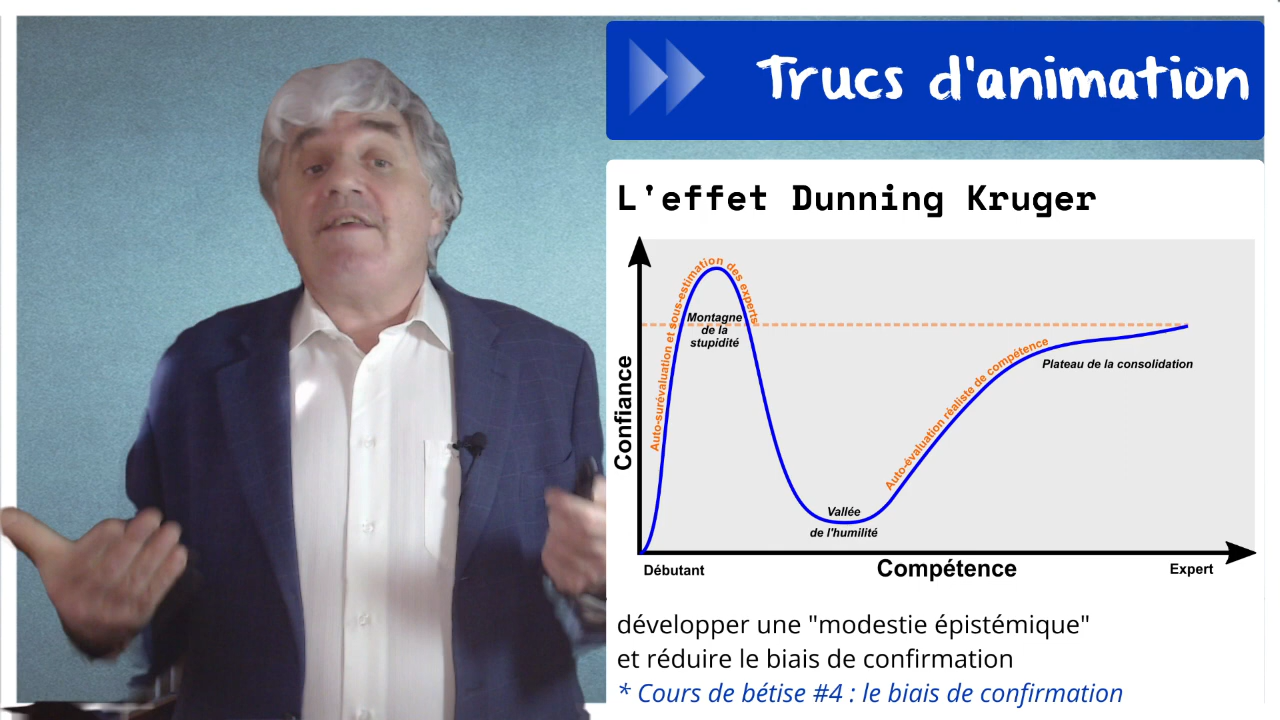 Trucs d'animation
L'effet Dunning Kruger
Auto-surévaluation et sous-estimation des experts
Montagne
de la
stupidité
Auto-évaluation réaliste de compétence
Plateau de la consolidation
Confiance
Vallée
de l'humilité
Débutant
Compétence
Expert
développer une "modestie épistémique"
et réduire le biais de confirmation
* Cours de bétise #4 : le biais de confirmation